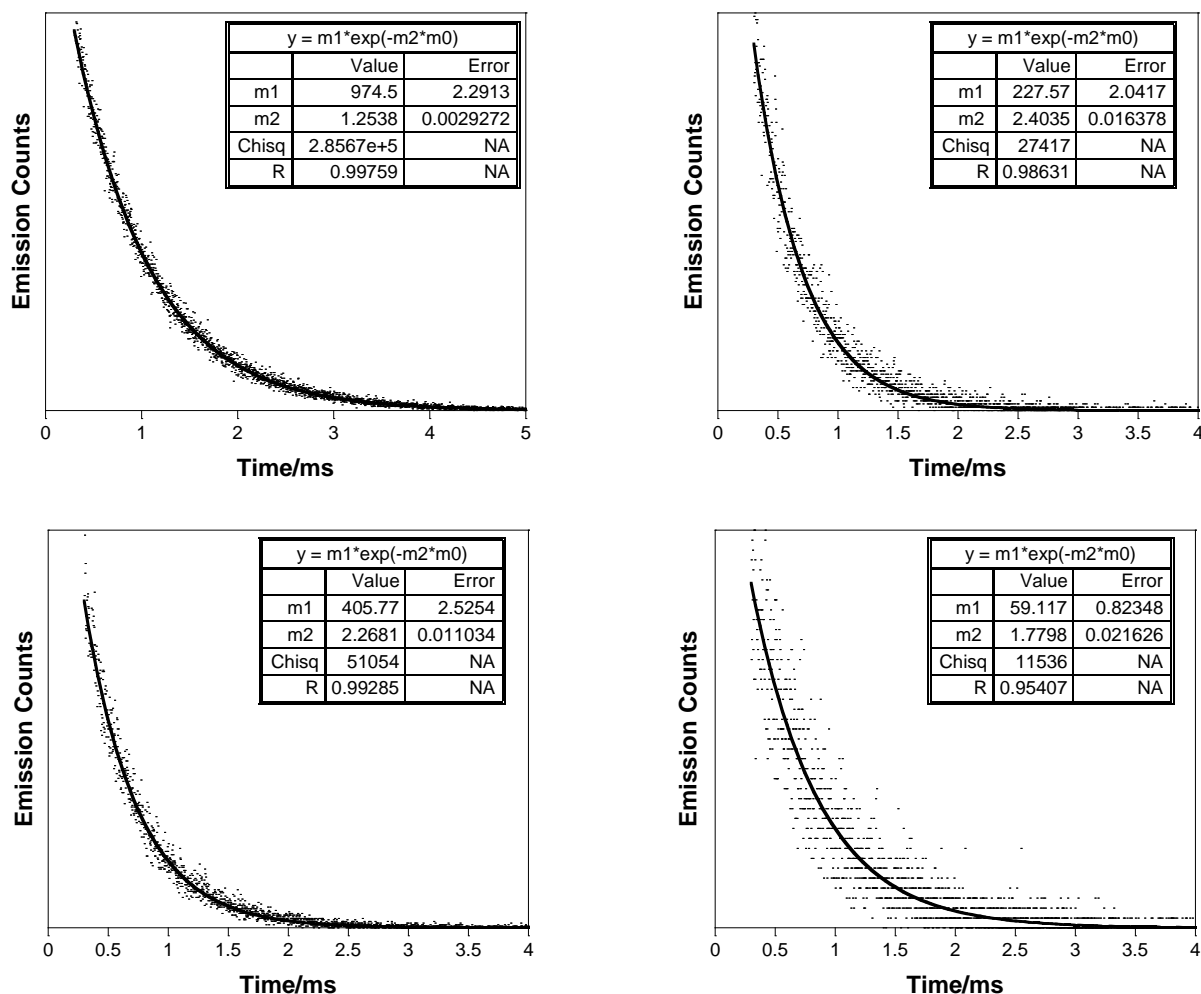 y = m1*exp(-m2*m0)
Value Error
m1 974.5 2.2913
m2 1.2538 0.0029272
Chisq 2.8567e+5 NA
R 0.99759 NA
Emission Counts
0 1 2 3 4 5
Time/ms
y = m1*exp(-m2*m0)
Value Error
m1 227.57 2.0417
m2 2.4035 0.016378
Chisq 27417 NA
R 0.98631 NA
Emission Counts
0 0.5 1 1.5 2 2.5 3 3.5 4
Time/ms
y = m1*exp(-m2*m0)
Value Error
m1 405.77 2.5254
m2 2.2681 0.011034
Chisq 51054 NA
R 0.99285 NA
Emission Counts
0 0.5 1 1.5 2 2.5 3 3.5 4
Time/ms
y = m1*exp(-m2*m0)
Value Error
m1 59.117 0.82348
m2 1.7798 0.021626
Chisq 11536 NA
R 0.95407 NA
Emission Counts
0 0.5 1 1.5 2 2.5 3 3.5 4
Time/ms